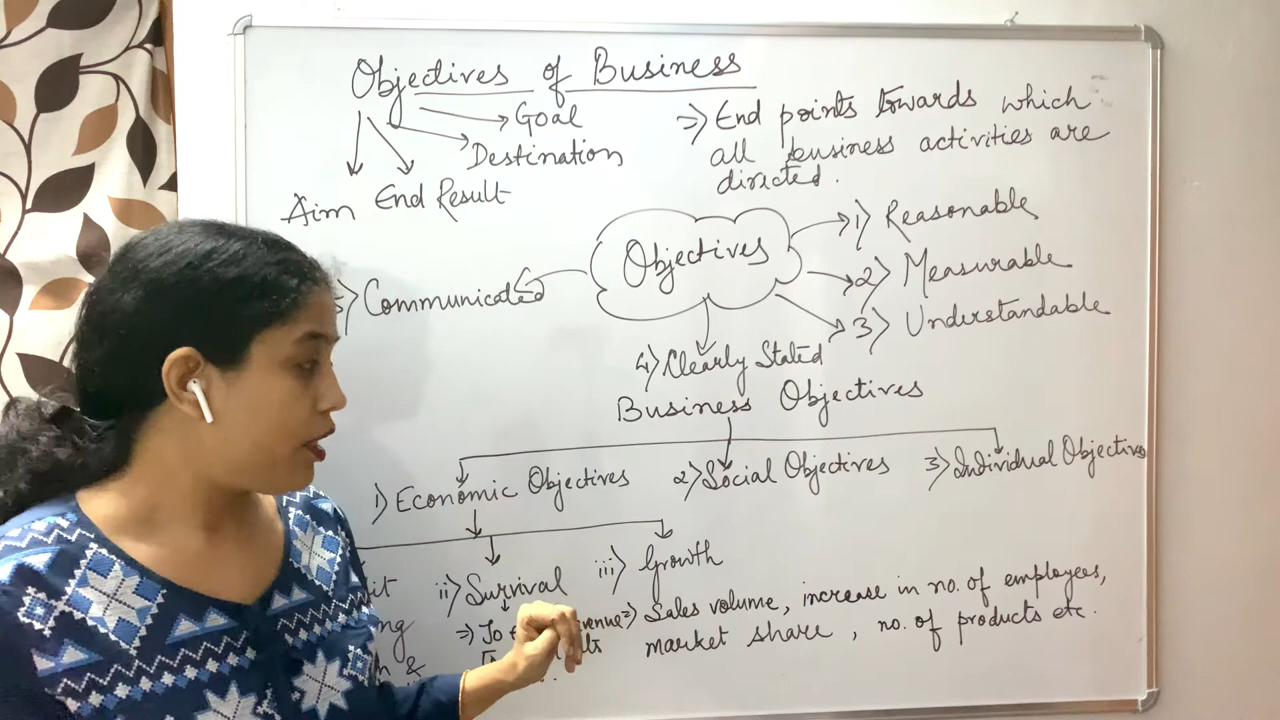 Objectives of Business
Goal
Destination
Aim End Result
=> End points towards which
all business activities are
directed.
Objectives
1) Reasonable
2) Measurable
3) Understandable
4) Clearly Stated
Communicated
Business Objectives
1) Economic Objectives
2) Social Objectives
3) Individual Objectives
ii) Survival
iii) Growth
=> To
=> Sales volume, increase in no. of employees,
market share, no. of products etc.